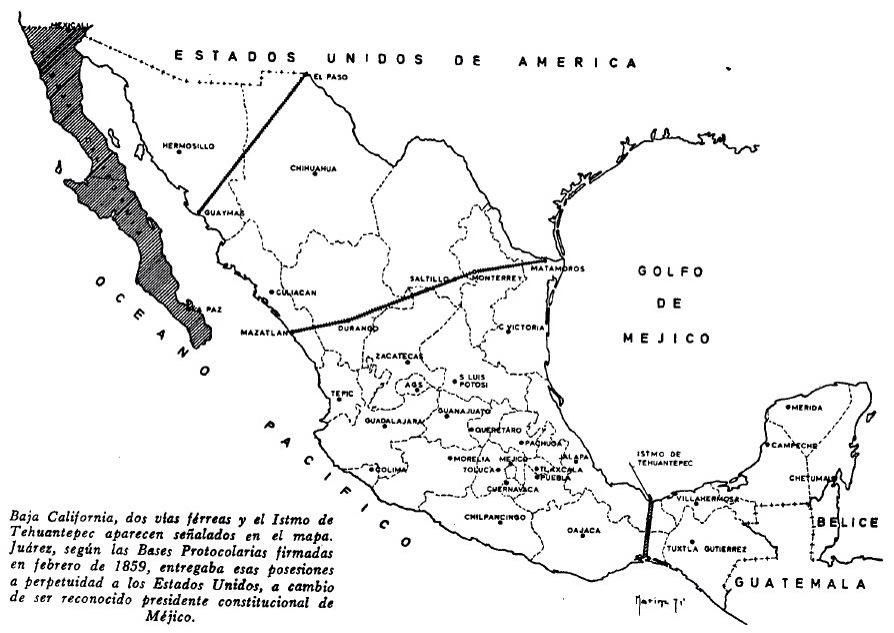 MEXICALI
ESTADOS UNIDOS DE AMERICA
EL PASO
HERMOSILLO
CHIHUAHUA
GUAYMAS
GOLFO
DE
MEJICO
MATAMOROS
SALTILLO
MONTERREY
CULIACAN
LA PAZ
MAZATLAN
DURANGO
C. VICTORIA
OCEANO PACIFICO
ZACATECAS
S. LUIS
POTOSI
AGS
TEPIC
GUANAJUATO
GUADALAJARA
QUERETARO
PACHUCA
MERIDA
CAMPECHE
CHETUMAL
ISTMO DE
TEHUANTEPEC
COLIMA
MORELIA
MEJICO
JALAPA
TOLUCA
TLAXCALA
PUEBLA
CUERNAVACA
VILLAHERMOSA
CHILPANCINGO
OAJACA
TUXTLA GUTIERREZ
BELICE
GUATEMALA
Baja California, dos vías férreas y el Istmo de
Tehuantepec aparecen señalados en el mapa.
Juárez, según las Bases Protocolarias firmadas
en febrero de 1859, entregaba esas posesiones
a perpetuidad a los Estados Unidos, a cambio
de ser reconocido presidente constitucional de
Méjico.